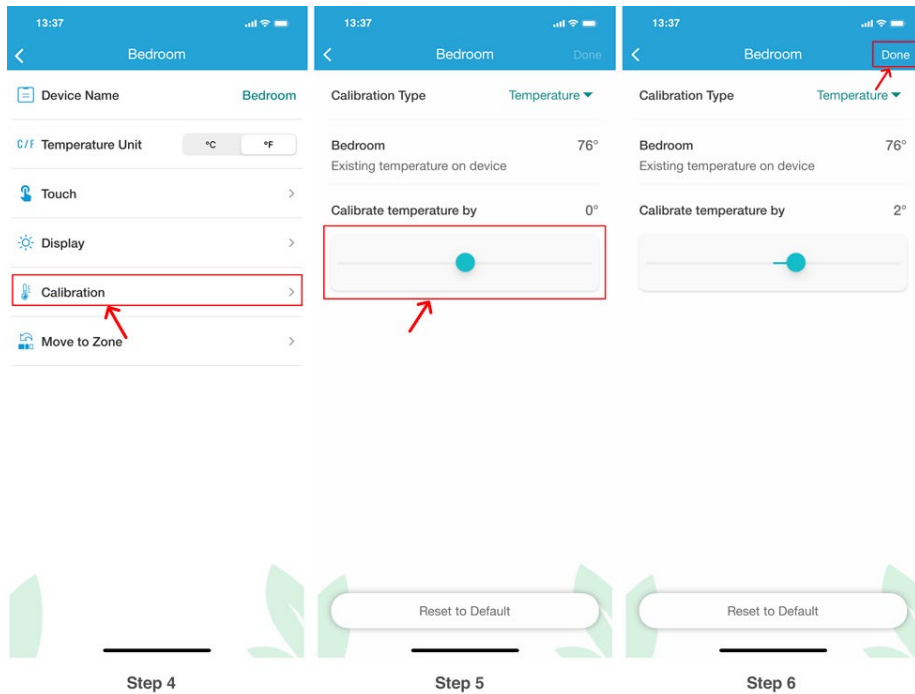 13:37
Bedroom
Device Name Bedroom
C/F Temperature Unit °C °F
Touch
Display
Calibration
Move to Zone
Step 4
13:37
Bedroom Done
Calibration Type Temperature
Bedroom 76°
Existing temperature on device
Calibrate temperature by 0°
Reset to Default
Step 5
13:37
Bedroom Done
Calibration Type Temperature
Bedroom 76°
Existing temperature on device
Calibrate temperature by 2°
Reset to Default
Step 6